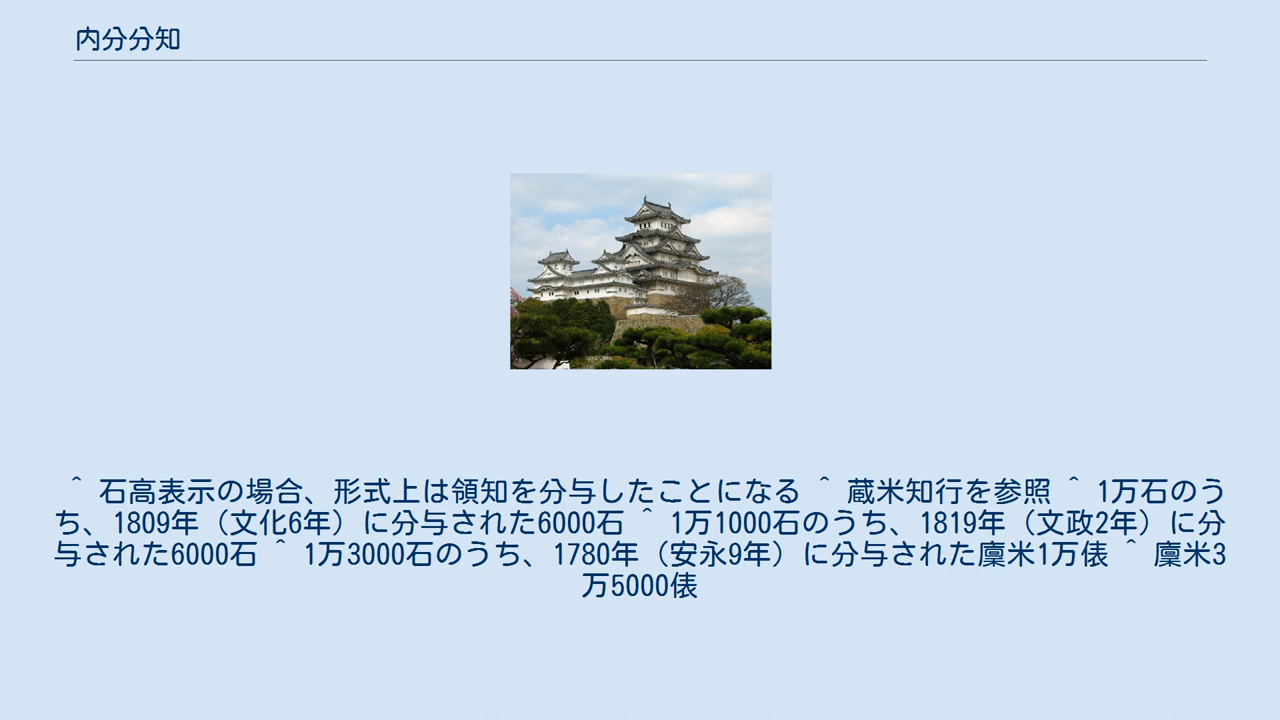 内分分知
＾ 石高表示の場合、形式上は領知を分与したことになる ＾ 蔵米知行を参照 ＾ 1万石のう
ち、1809年（文化6年）に分与された6000石 ＾ 1万1000石のうち、1819年（文政2年）に分
与された6000石 ＾ 1万3000石のうち、1780年（安永9年）に分与された廩米1万俵 ＾ 廩米3
万5000俵